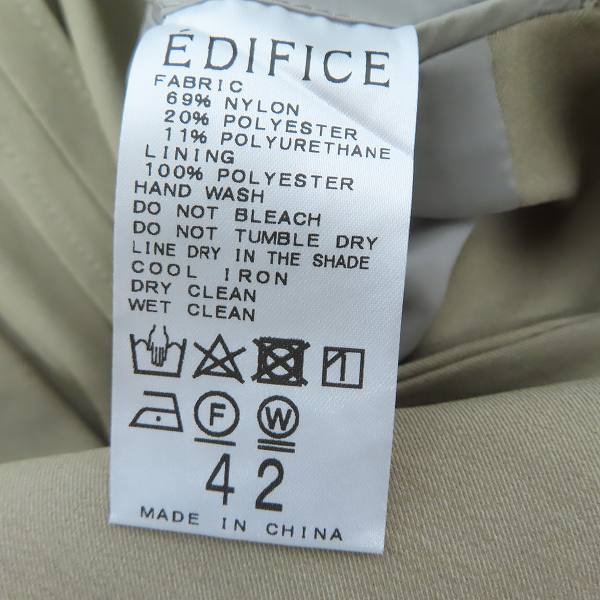 ÉDIFICE
FABRIC
69% NYLON
20% POLYESTER
11% POLYURETHANE
LINING
100% POLYESTER
HAND WASH
DO NOT BLEACH
DO NOT TUMBLE DRY
LINE DRY IN THE SHADE
COOL IRON
DRY CLEAN
WET CLEAN
F W
42
MADE IN CHINA